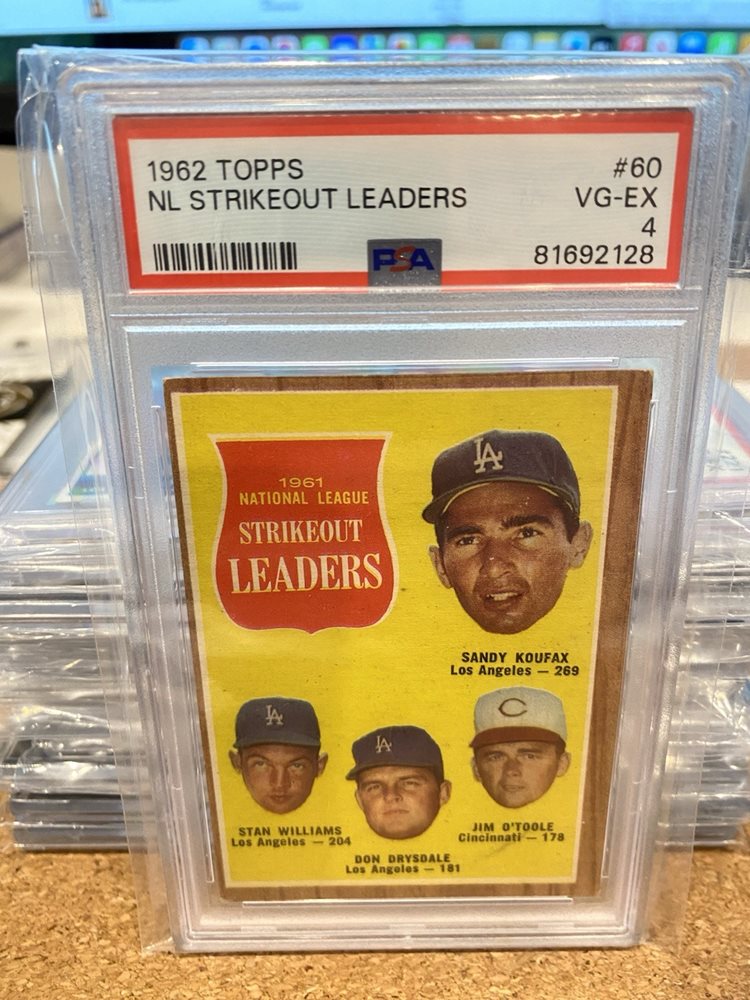 1962 TOPPS #60
NL STRIKEOUT LEADERS VG-EX
4
PSA 81692128
1961
NATIONAL LEAGUE
STRIKEOUT
LEADERS
LA
SANDY KOUFAX
Los Angeles — 269
LA
STAN WILLIAMS
Los Angeles — 204
LA
DON DRYSDALE
Los Angeles — 181
C
JIM O'TOOLE
Cincinnati — 178